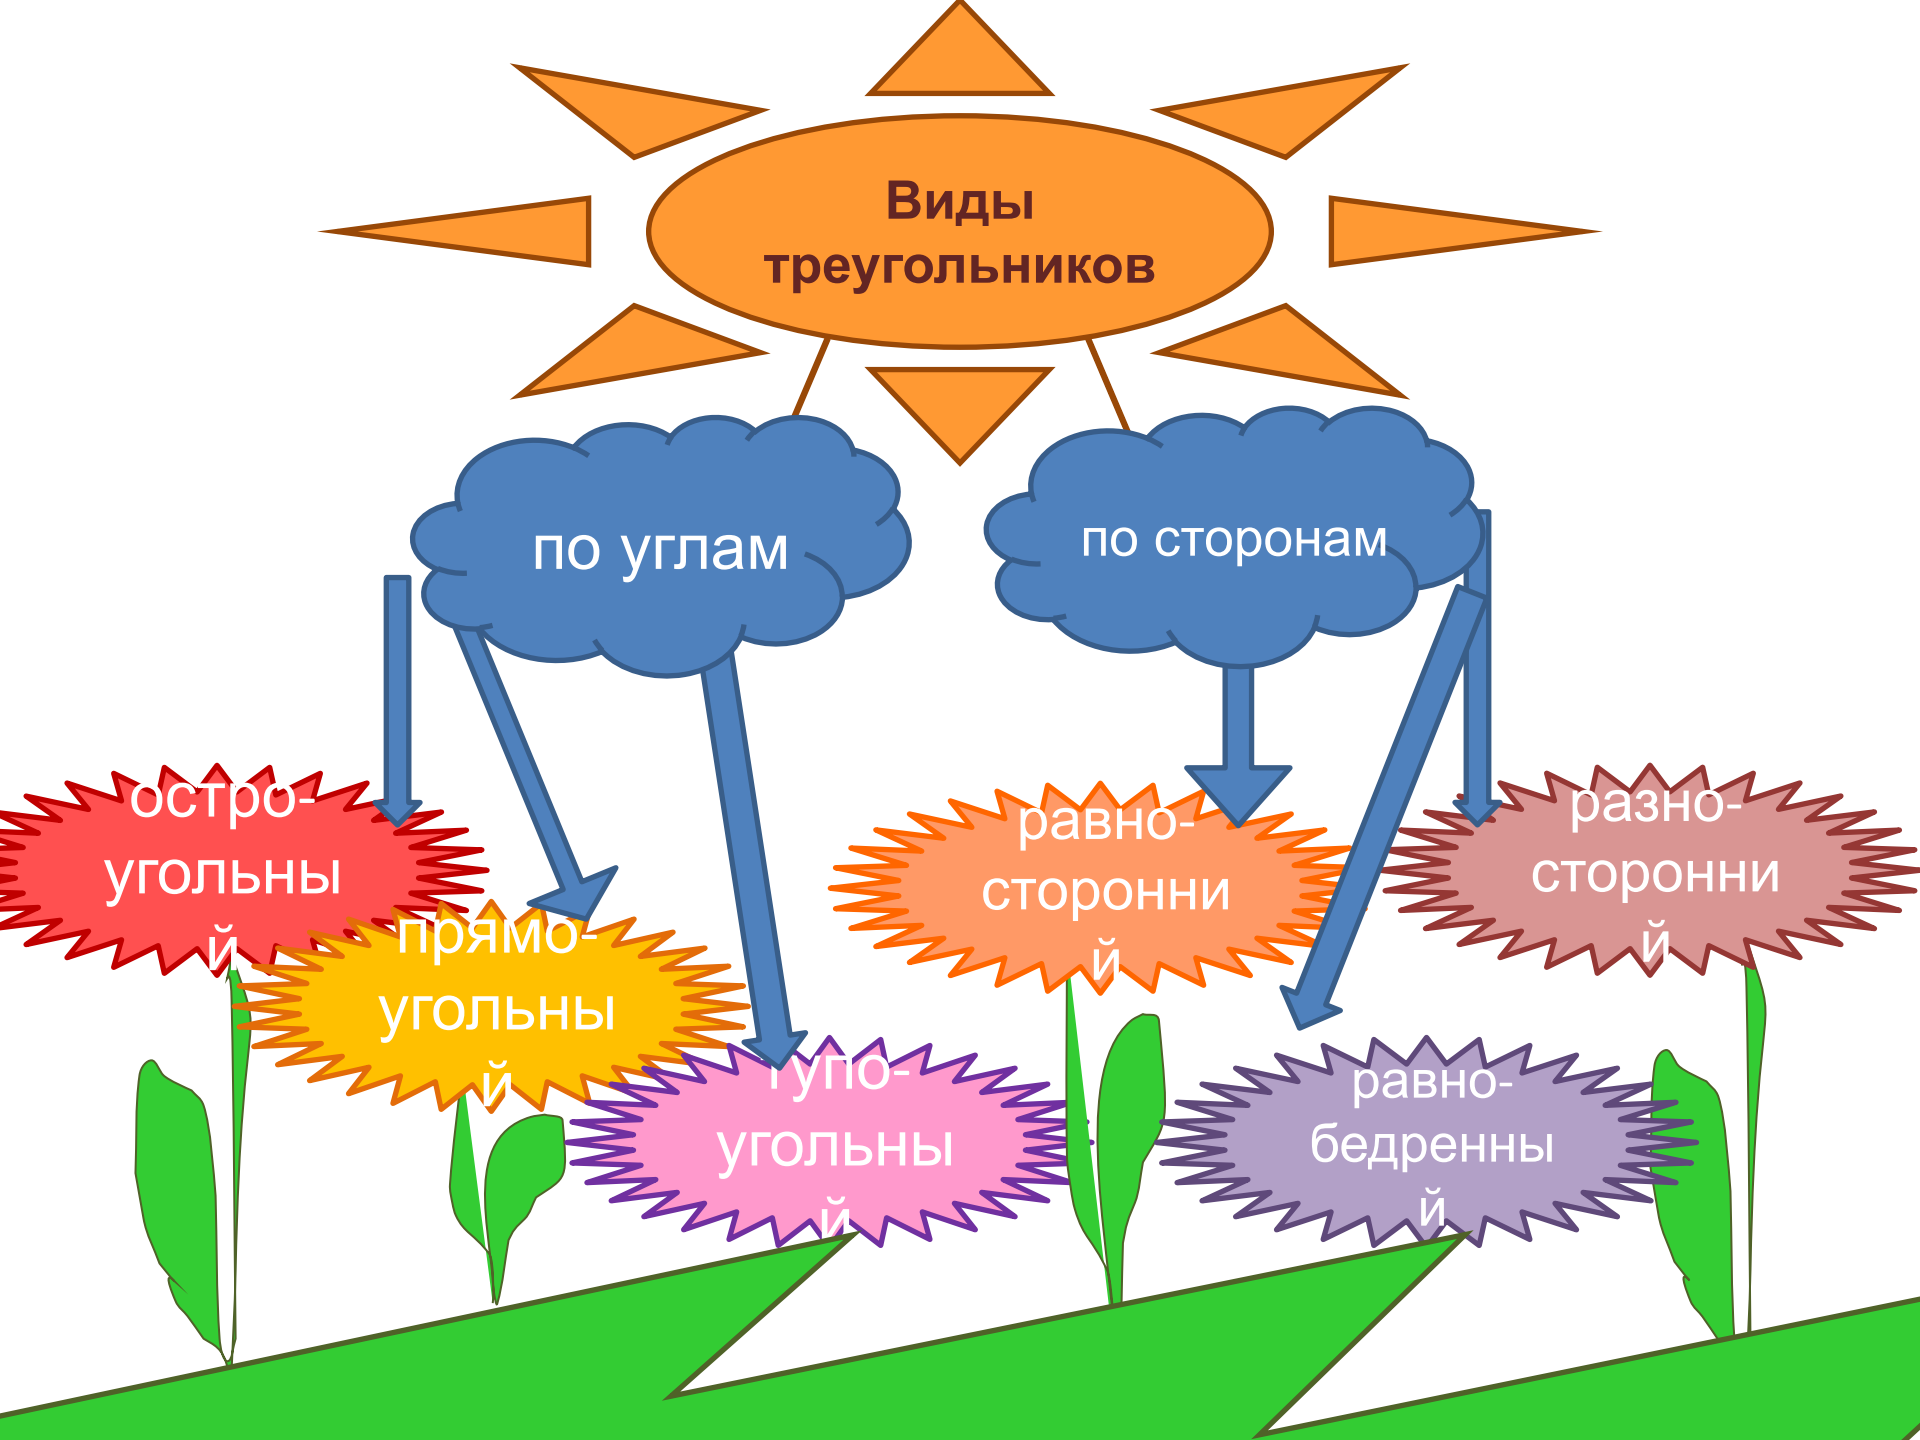 Виды
треугольников
по углам
по сторонам
остро-
угольны
й
прямо-
угольны
й
тупо-
угольны
й
равно-
сторонни
й
равно-
бедренны
й
разно-
сторонни
й